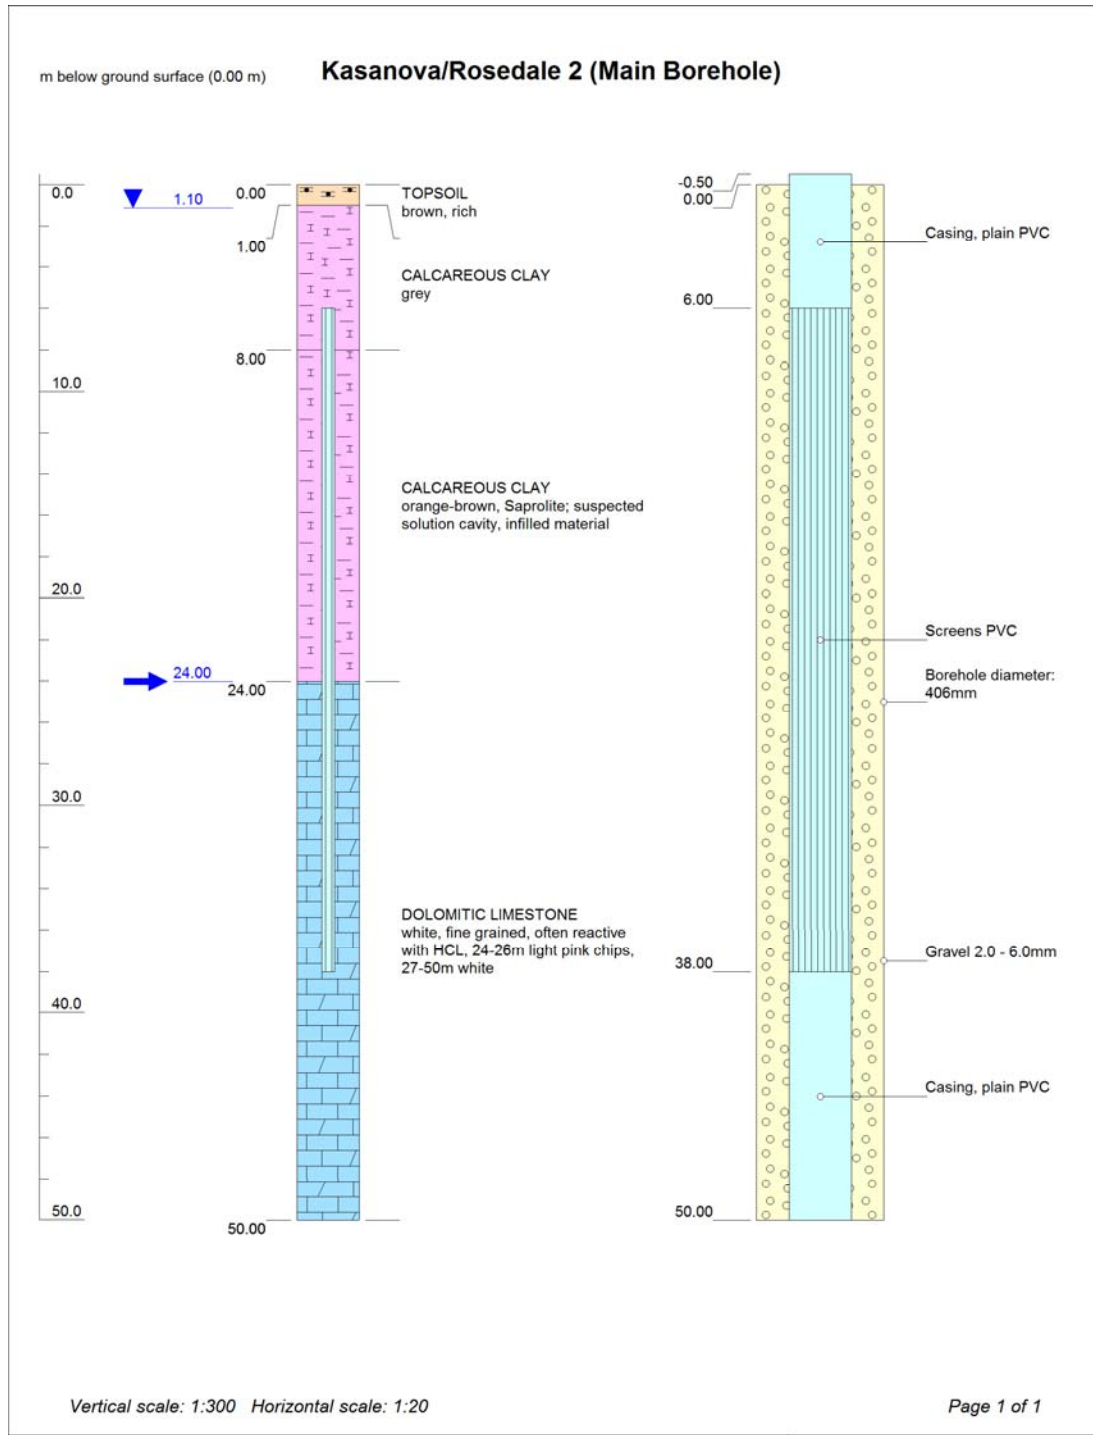 m below ground surface (0.00 m)
Kasanova/Rosedale 2 (Main Borehole)
0.0
10.0
20.0
30.0
40.0
50.0
1.10
24.00
0.00
1.00
8.00
24.00
50.00
TOPSOIL
brown, rich
CALCAREOUS CLAY
grey
CALCAREOUS CLAY
orange-brown, Saprolite; suspected
solution cavity, infilled material
DOLOMITIC LIMESTONE
white, fine grained, often reactive
with HCL, 24-26m light pink chips,
27-50m white
-0.50
0.00
6.00
38.00
50.00
Casing, plain PVC
Screens PVC
Borehole diameter:
406mm
Gravel 2.0 - 6.0mm
Casing, plain PVC
Vertical scale: 1:300 Horizontal scale: 1:20
Page 1 of 1